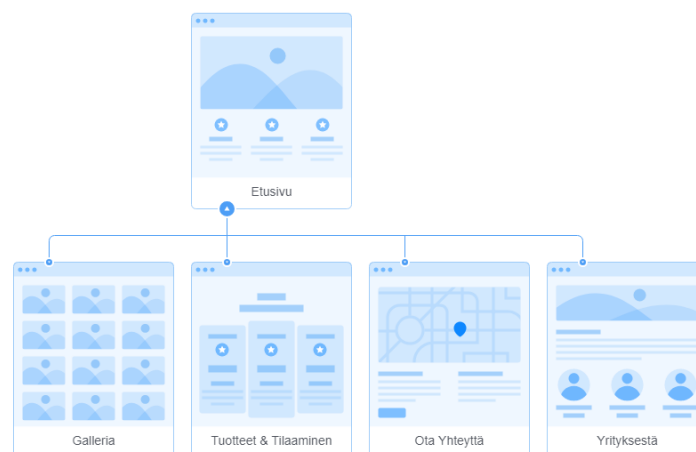 Etusivu
Galleria
Tuotteet & Tilaaminen
Ota Yhteyttä
Yrityksestä